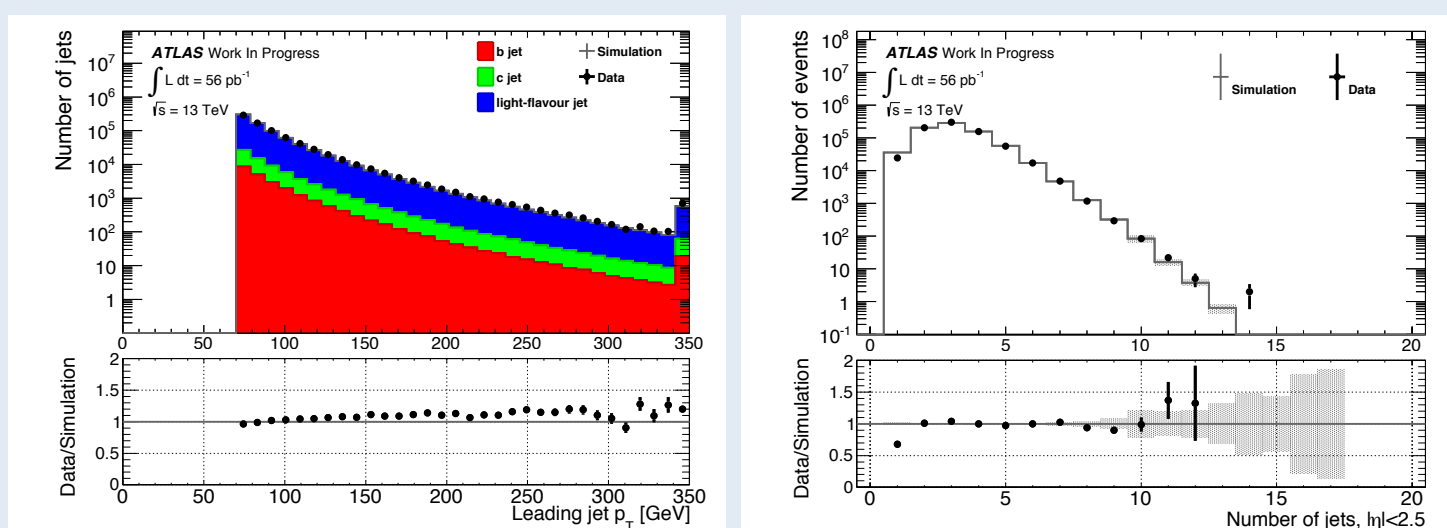 Number of jets
10⁷
10⁶
10⁵
10⁴
10³
10²
10
1
ATLAS Work In Progress
∫ L dt = 56 pb⁻¹
√s = 13 TeV
b jet
c jet
light-flavour jet
Simulation
Data
0 50 100 150 200 250 300 350
Data/Simulation
2
1.5
1
0.5
0
0 50 100 150 200 250 300 350
Leading jet p_T [GeV]
Number of events
10⁸
10⁷
10⁶
10⁵
10⁴
10³
10²
10
1
10⁻¹
ATLAS Work In Progress
∫ L dt = 56 pb⁻¹
√s = 13 TeV
Simulation
Data
0 5 10 15 20
Data/Simulation
2
1.5
1
0.5
0
0 5 10 15 20
Number of jets, |η|<2.5